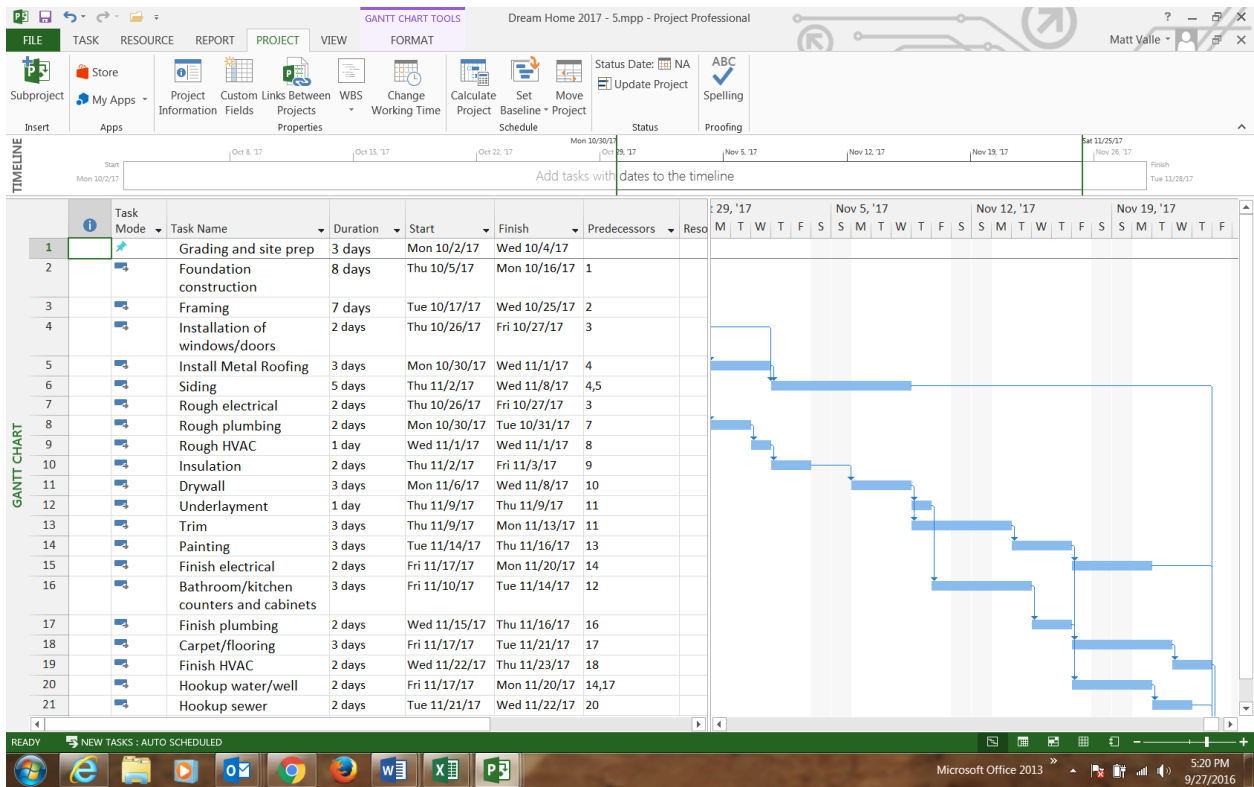 GANTT CHART TOOLS
Dream Home 2017 - 5.mpp - Project Professional
?
FILE TASK RESOURCE REPORT PROJECT VIEW FORMAT
Matt Valle
Subproject
Insert
Store
My Apps
Apps
Project Information
Custom Fields
Links Between Projects
WBS
Change Working Time
Properties
Calculate Project
Set Baseline
Move Project
Schedule
Status Date: NA
Update Project
Status
ABC
Spelling
Proofing
TIMELINE
Mon 10/30/17
Sat 11/25/17
Oct 8, '17 Oct 15, '17 Oct 22, '17 Oct 29, '17 Nov 5, '17 Nov 12, '17 Nov 19, '17 Nov 26, '17
Start
Mon 10/2/17
Add tasks with dates to the timeline
Finish
Tue 11/28/17
GANTT CHART
Task Mode Task Name Duration Start Finish Predecessors Reso
29, '17 Nov 5, '17 Nov 12, '17 Nov 19, '17
M T W T F S S M T W T F S S M T W T F S S M T W T F
1 Grading and site prep 3 days Mon 10/2/17 Wed 10/4/17
2 Foundation construction 8 days Thu 10/5/17 Mon 10/16/17 1
3 Framing 7 days Tue 10/17/17 Wed 10/25/17 2
4 Installation of windows/doors 2 days Thu 10/26/17 Fri 10/27/17 3
5 Install Metal Roofing 3 days Mon 10/30/17 Wed 11/1/17 4
6 Siding 5 days Thu 11/2/17 Wed 11/8/17 4,5
7 Rough electrical 2 days Thu 10/26/17 Fri 10/27/17 3
8 Rough plumbing 2 days Mon 10/30/17 Tue 10/31/17 7
9 Rough HVAC 1 day Wed 11/1/17 Wed 11/1/17 8
10 Insulation 2 days Thu 11/2/17 Fri 11/3/17 9
11 Drywall 3 days Mon 11/6/17 Wed 11/8/17 10
12 Underlayment 1 day Thu 11/9/17 Thu 11/9/17 11
13 Trim 3 days Thu 11/9/17 Mon 11/13/17 11
14 Painting 3 days Tue 11/14/17 Thu 11/16/17 13
15 Finish electrical 2 days Fri 11/17/17 Mon 11/20/17 14
16 Bathroom/kitchen counters and cabinets 3 days Fri 11/10/17 Tue 11/14/17 12
17 Finish plumbing 2 days Wed 11/15/17 Thu 11/16/17 16
18 Carpet/flooring 3 days Fri 11/17/17 Tue 11/21/17 17
19 Finish HVAC 2 days Wed 11/22/17 Thu 11/23/17 18
20 Hookup water/well 2 days Fri 11/17/17 Mon 11/20/17 14,17
21 Hookup sewer 2 days Tue 11/21/17 Wed 11/22/17 20
READY NEW TASKS : AUTO SCHEDULED
Microsoft Office 2013
5:20 PM
9/27/2016